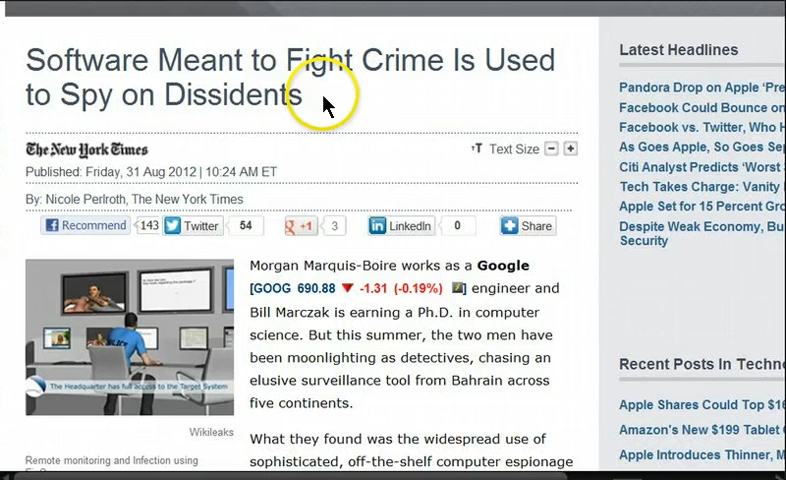 Software Meant to Fight Crime Is Used
to Spy on Dissidents
The New York Times
Text Size
Published: Friday, 31 Aug 2012 | 10:24 AM ET
By: Nicole Perlroth, The New York Times
Recommend 143 Twitter 54 +1 3 LinkedIn 0 Share
Morgan Marquis-Boire works as a Google
[GOOG 690.88 -1.31 (-0.19%) ] engineer and
Bill Marczak is earning a Ph.D. in computer
science. But this summer, the two men have
been moonlighting as detectives, chasing an
elusive surveillance tool from Bahrain across
five continents.
What they found was the widespread use of
sophisticated, off-the-shelf computer espionage
POLICE
The Headquarter has full access to the Target System
Wikileaks
Remote monitoring and Infection using
Latest Headlines
Pandora Drop on Apple 'Pre
Facebook Could Bounce on
Facebook vs. Twitter, Who H
As Goes Apple, So Goes Sep
Citi Analyst Predicts 'Worst
Tech Takes Charge: Vanity
Apple Set for 15 Percent Gro
Despite Weak Economy, Bu
Security
Recent Posts In Techno
Apple Shares Could Top $16
Amazon's New $199 Tablet
Apple Introduces Thinner, M